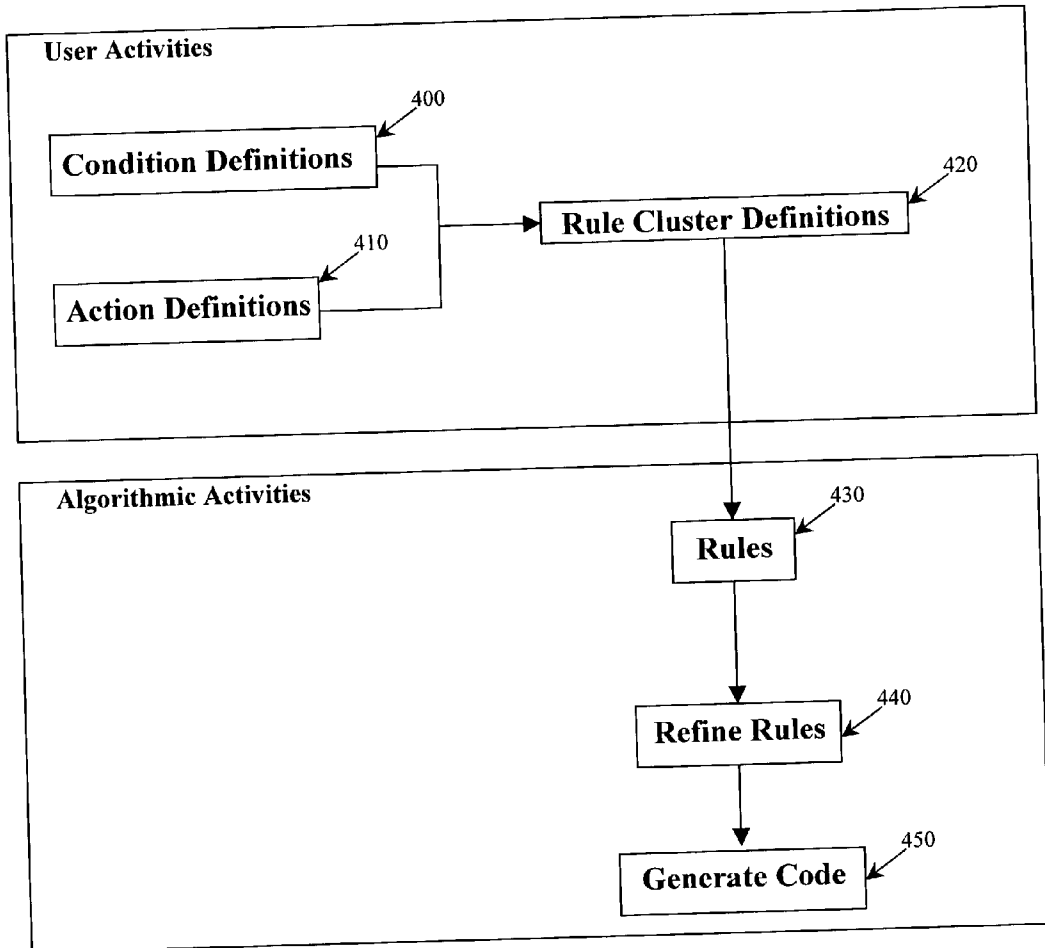 User Activities
400
Condition Definitions
420
Rule Cluster Definitions
410
Action Definitions
Algorithmic Activities
430
Rules
440
Refine Rules
450
Generate Code